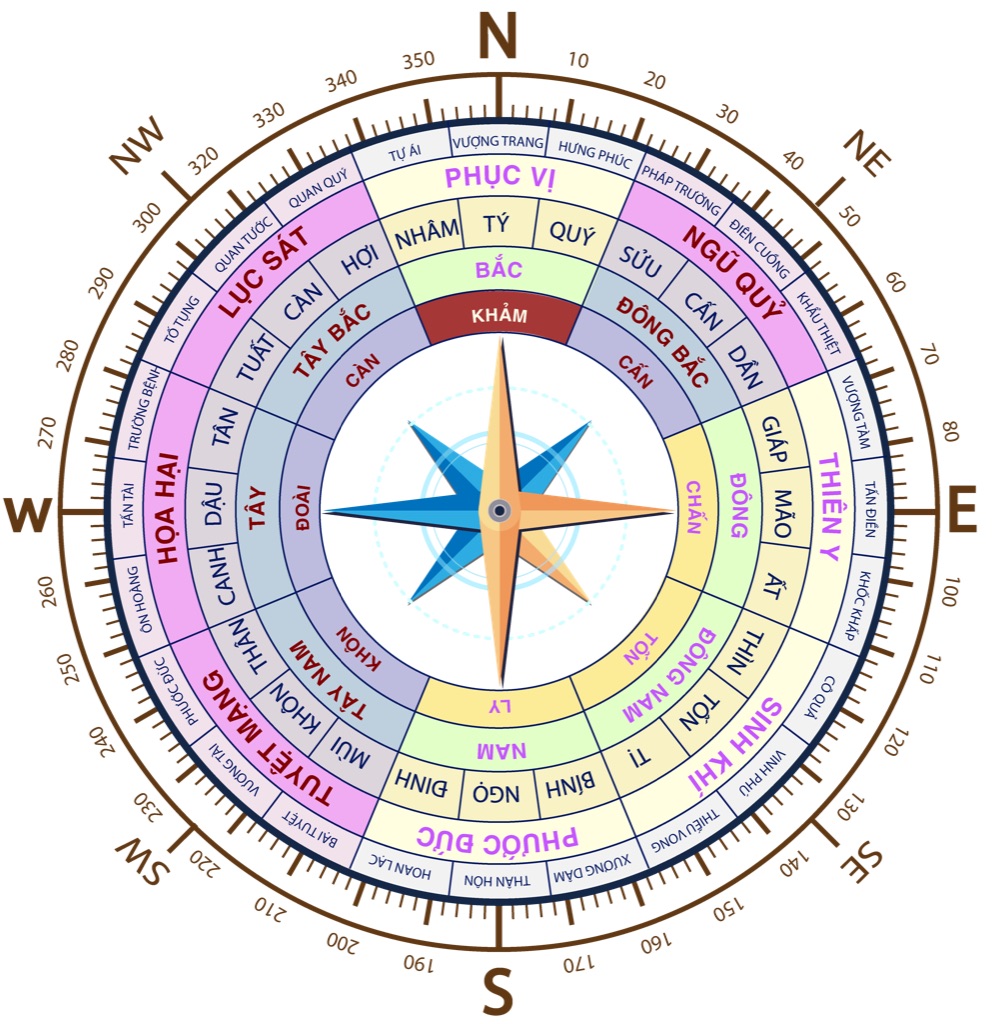 N
10
20
30
40
NE
50
60
70
80
E
100
110
120
130
SE
140
150
160
170
S
190
200
210
220
SW
230
240
250
260
W
270
280
290
300
NW
320
330
340
350
TỰ ÁI
VƯỢNG TRANG
HƯNG PHÚC
PHÁP TRƯỜNG
ĐIÊN CUỒNG
KHẨU THIỆT
VƯỢNG TÀM
TẤN ĐIỀN
KHỐC KHẤP
CÔ QUẢ
VINH PHÚ
THIẾU VONG
XƯƠNG DÂM
THÂN HÔN
HOAN LẠC
BẠI TUYỆT
VƯỢNG TÀI
PHƯỚC ĐỨC
ÔN HOÀNG
TẤN TÀI
TRƯỜNG BỆNH
TỐ TỤNG
QUAN TƯỚC
QUAN QUÝ
PHỤC VỊ
NGŨ QUỶ
THIÊN Y
SINH KHÍ
PHƯỚC ĐỨC
TUYỆT MẠNG
HỌA HẠI
LỤC SÁT
NHÂM
TÝ
QUÝ
SỬU
CẤN
DẦN
GIÁP
MÃO
ẤT
THÌN
TỐN
TỊ
BÍNH
NGỌ
ĐINH
MÙI
KHÔN
THÂN
CANH
DẬU
TÂN
TUẤT
CÀN
HỢI
BẮC
ĐÔNG BẮC
ĐÔNG
ĐÔNG NAM
NAM
TÂY NAM
TÂY
TÂY BẮC
KHẢM
CẤN
CHẤN
TỐN
LY
KHÔN
ĐOÀI
CÀN